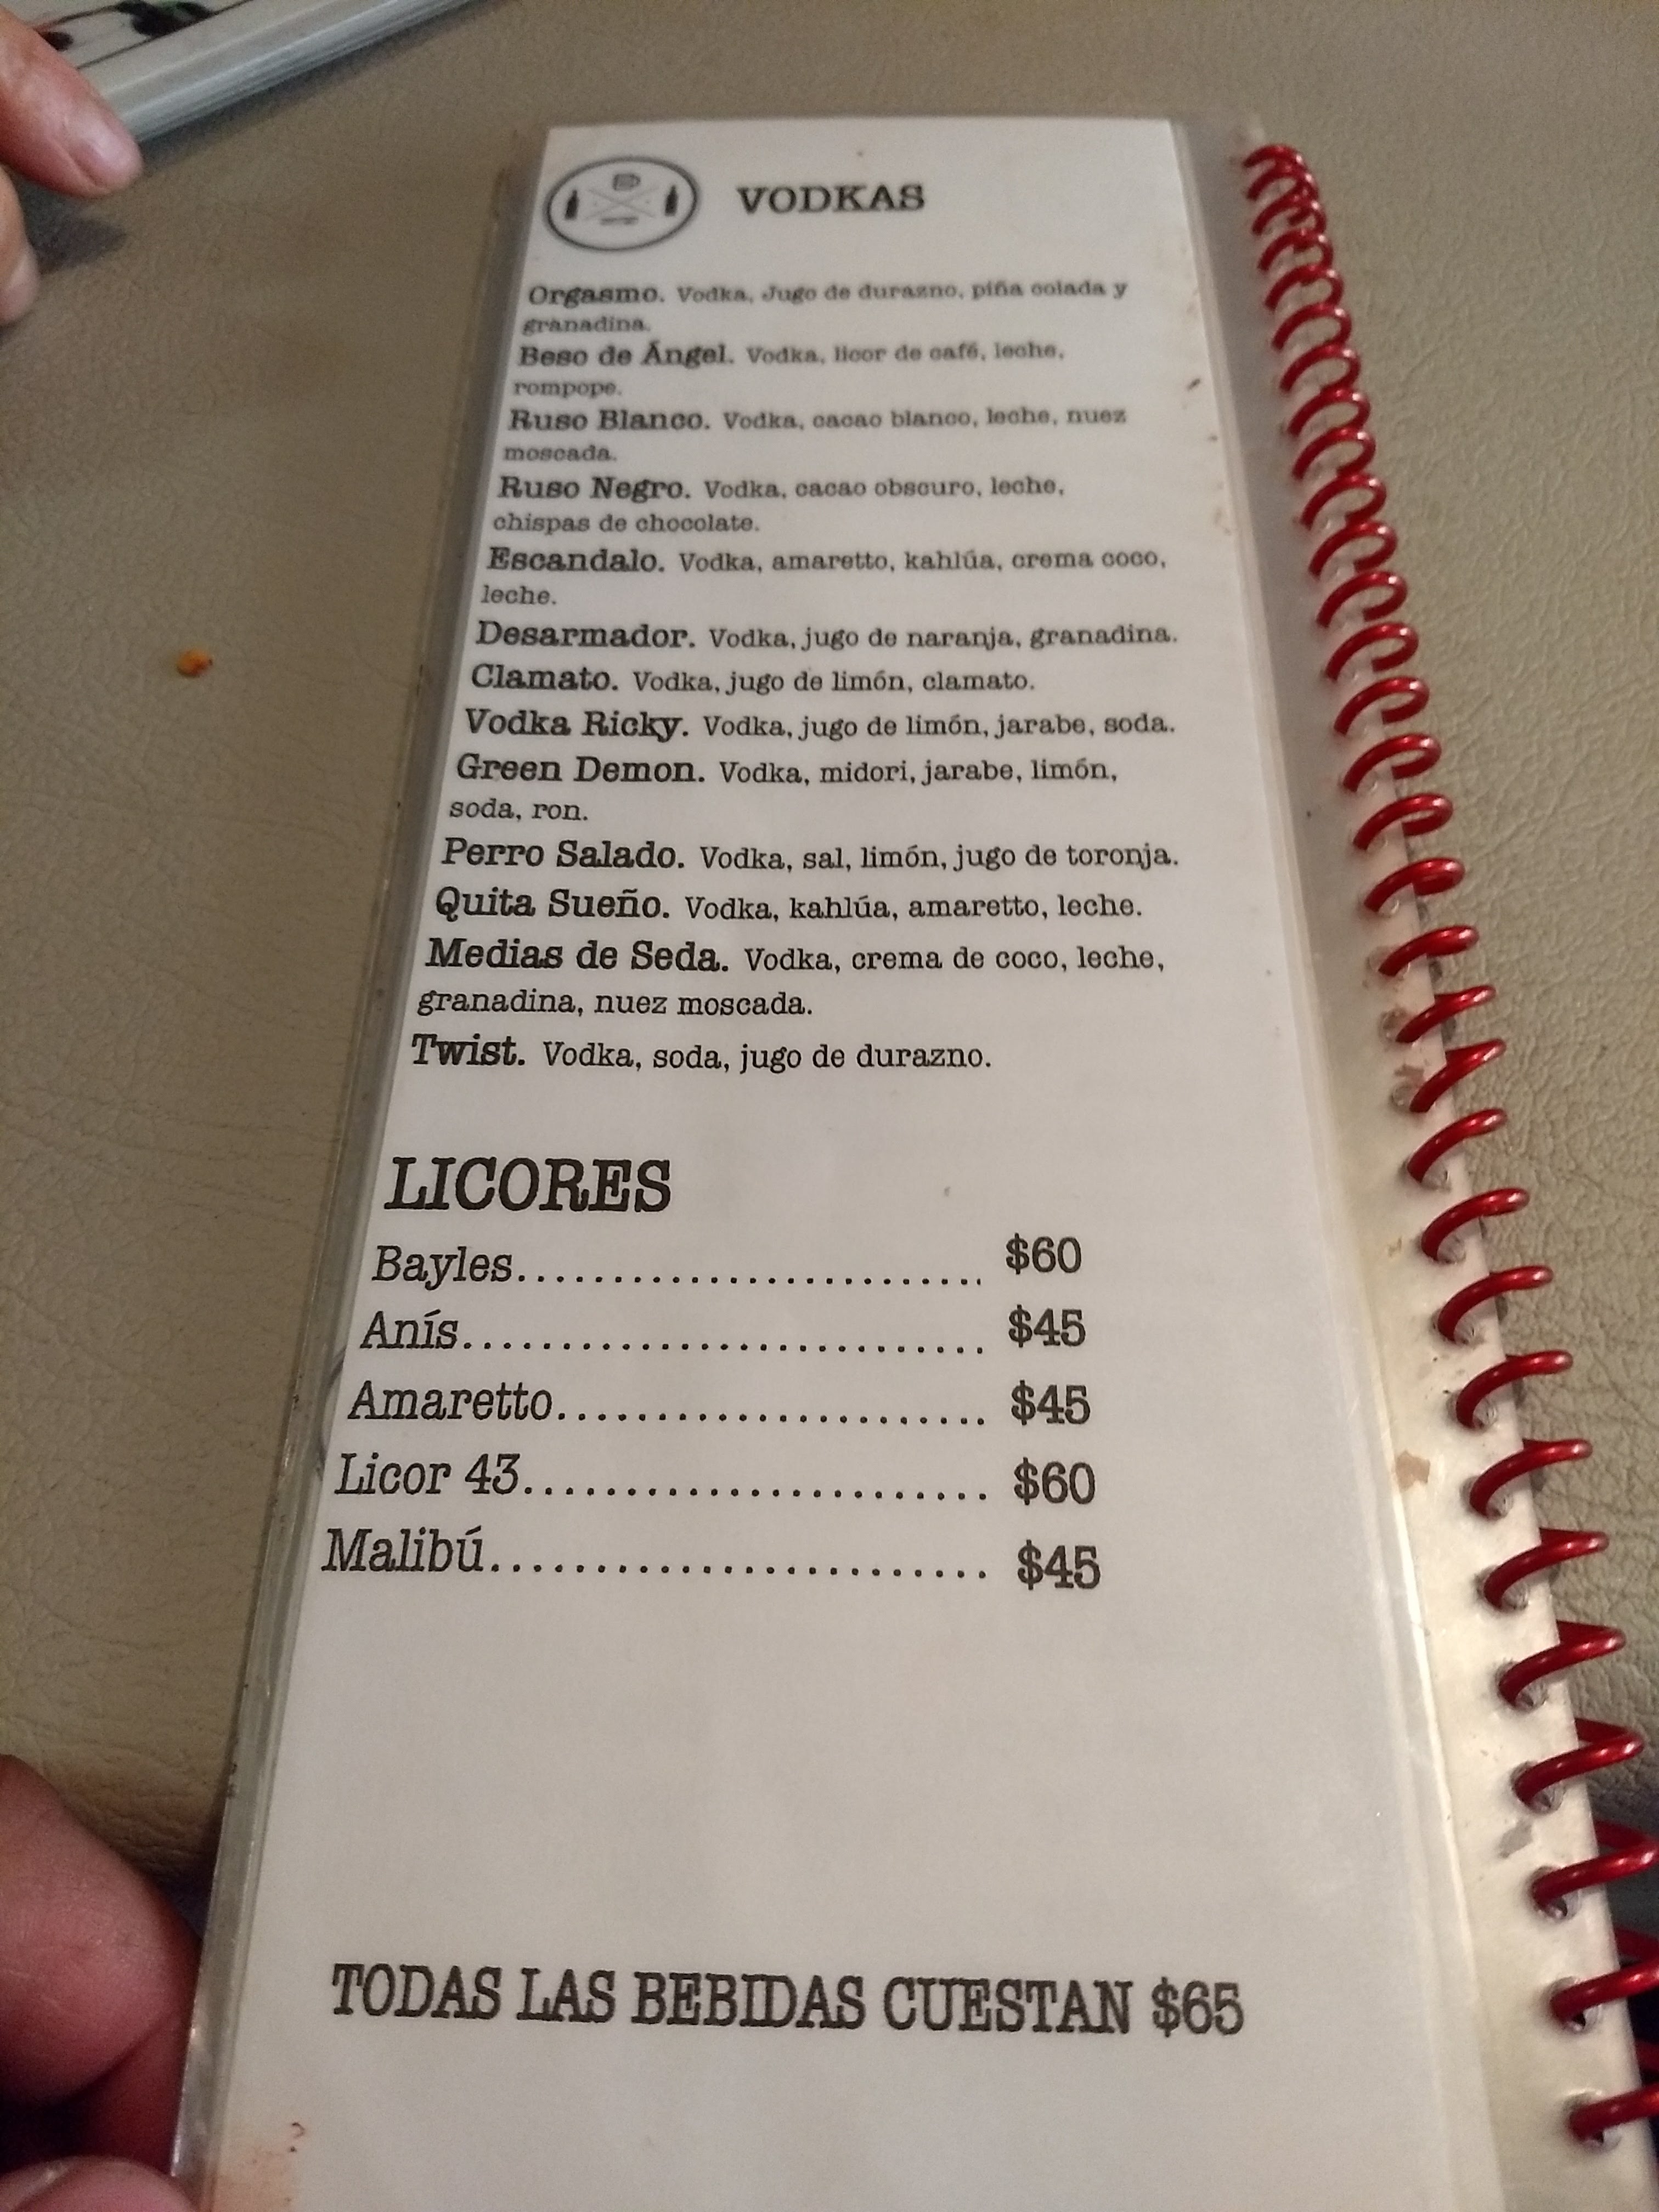 VODKAS
Orgasmo. Vodka, Jugo de durazno, piña colada y
granadina.
Beso de Ángel. Vodka, licor de café, leche,
rompope.
Ruso Blanco. Vodka, cacao blanco, leche, nuez
moscada.
Ruso Negro. Vodka, cacao obscuro, leche,
chispas de chocolate.
Escandalo. Vodka, amaretto, kahlúa, crema coco,
leche.
Desarmador. Vodka, jugo de naranja, granadina.
Clamato. Vodka, jugo de limón, clamato.
Vodka Ricky. Vodka, jugo de limón, jarabe, soda.
Green Demon. Vodka, midori, jarabe, limón,
soda, ron.
Perro Salado. Vodka, sal, limón, jugo de toronja.
Quita Sueño. Vodka, kahlúa, amaretto, leche.
Medias de Seda. Vodka, crema de coco, leche,
granadina, nuez moscada.
Twist. Vodka, soda, jugo de durazno.
LICORES
Bayles........................... $60
Anís............................. $45
Amaretto....................... $45
Licor 43........................ $60
Malibú.......................... $45
TODAS LAS BEBIDAS CUESTAN $65